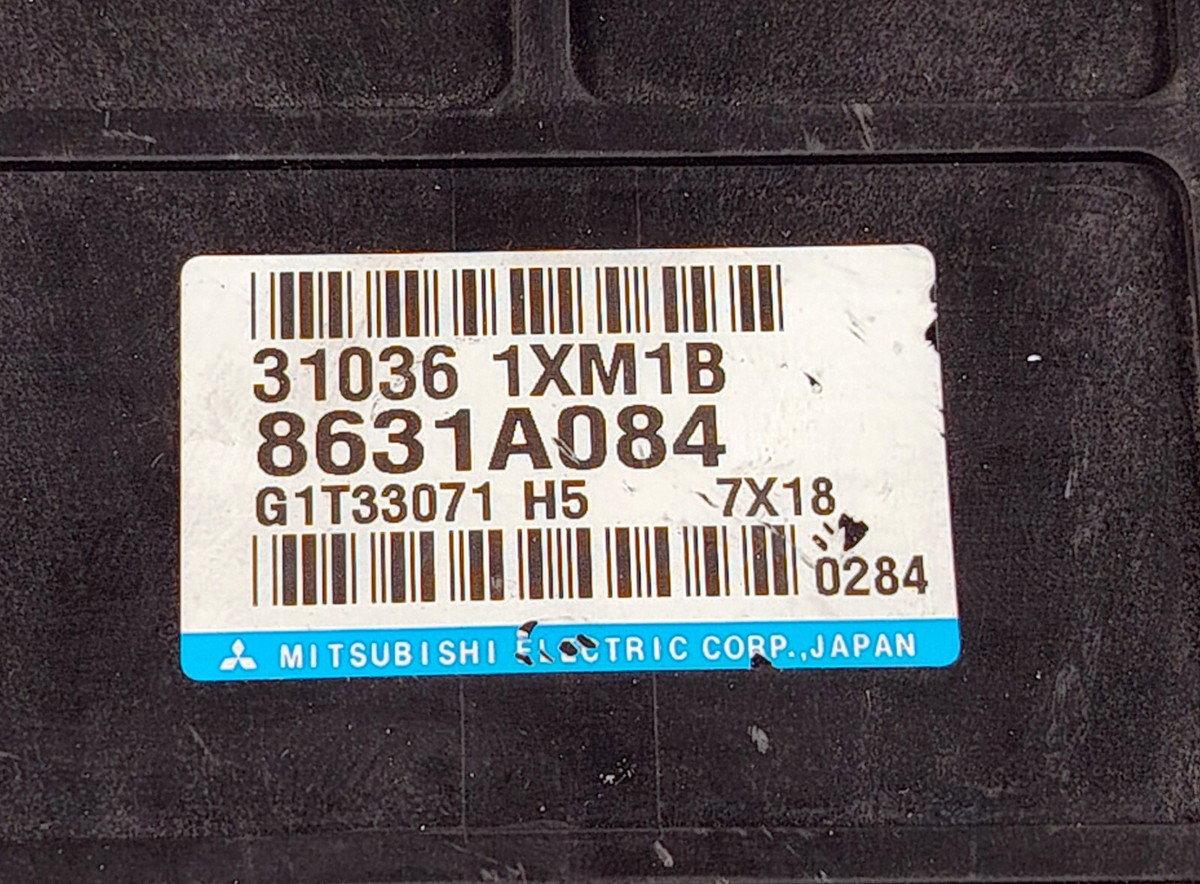 31036 1XM1B
8631A084
G1T33071 H5 7X18
0284
MITSUBISHI ELECTRIC CORP.,JAPAN